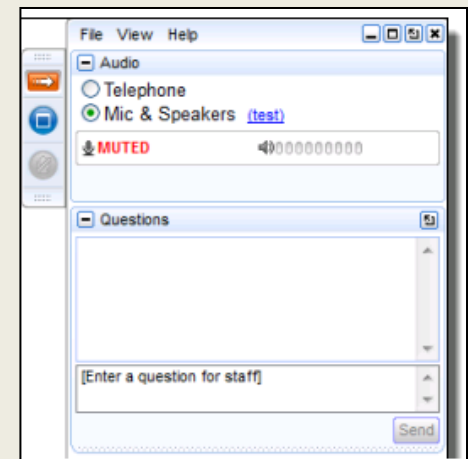 File View Help
Audio
Telephone
Mic & Speakers (test)
MUTED
Questions
[Enter a question for staff]
Send